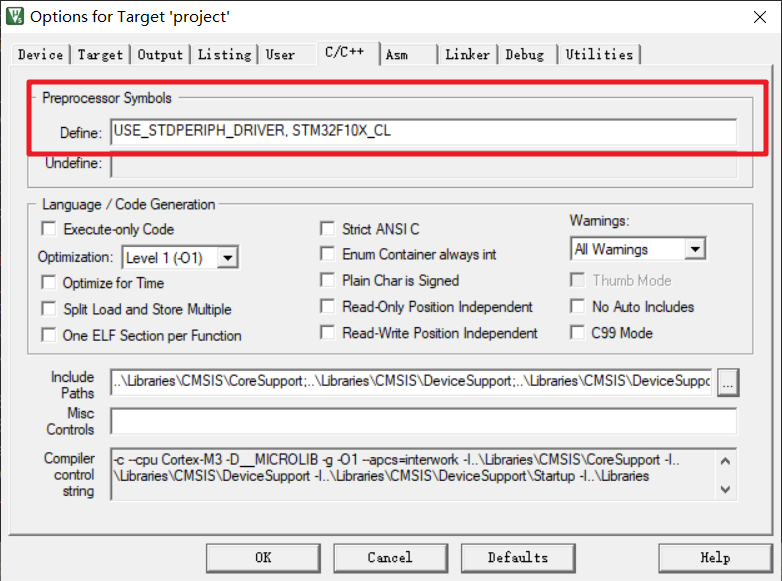 Options for Target 'project'
Device Target Output Listing User C/C++ Asm Linker Debug Utilities
Preprocessor Symbols
Define: USE_STDPERIPH_DRIVER, STM32F10X_CL
Undefine:
Language / Code Generation
Execute-only Code
Optimization: Level 1 (-O1)
Optimize for Time
Split Load and Store Multiple
One ELF Section per Function
Strict ANSI C
Enum Container always int
Plain Char is Signed
Read-Only Position Independent
Read-Write Position Independent
Warnings:
All Warnings
Thumb Mode
No Auto Includes
C99 Mode
Include
Paths
..\Libraries\CMSIS\CoreSupport;..\Libraries\CMSIS\DeviceSupport;..\Libraries\CMSIS\DeviceSuppo
...
Misc
Controls
Compiler
control
string
-c --cpu Cortex-M3 -D__MICROLIB -g -O1 --apcs=interwork -I..\Libraries\CMSIS\CoreSupport -I..
\Libraries\CMSIS\DeviceSupport -I..\Libraries\CMSIS\DeviceSupport\Startup -I..\Libraries
OK Cancel Defaults Help